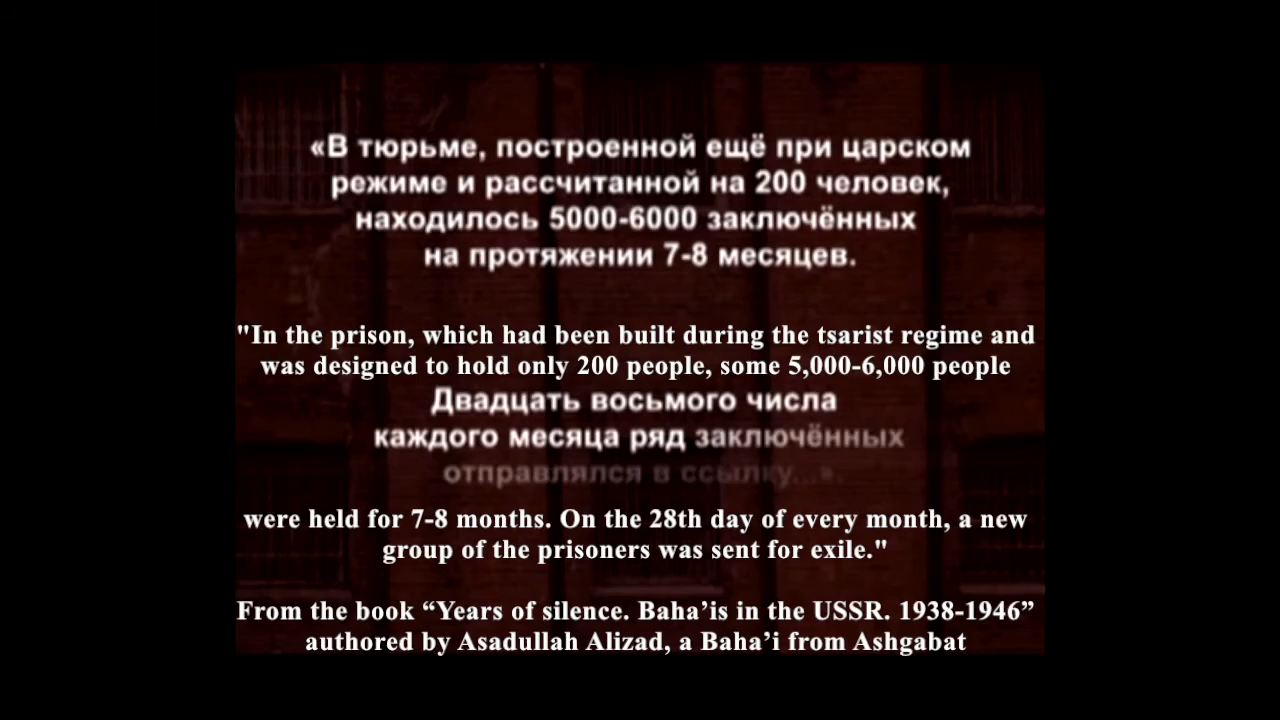 «В тюрьме, построенной ещё при царском
режиме и рассчитанной на 200 человек,
находилось 5000-6000 заключённых
на протяжении 7-8 месяцев.
"In the prison, which had been built during the tsarist regime and
was designed to hold only 200 people, some 5,000-6,000 people
Двадцать восьмого числа
каждого месяца ряд заключённых
отправлялся в ссылку...».
were held for 7-8 months. On the 28th day of every month, a new
group of the prisoners was sent for exile."
From the book “Years of silence. Baha’is in the USSR. 1938-1946”
authored by Asadullah Alizad, a Baha’i from Ashgabat